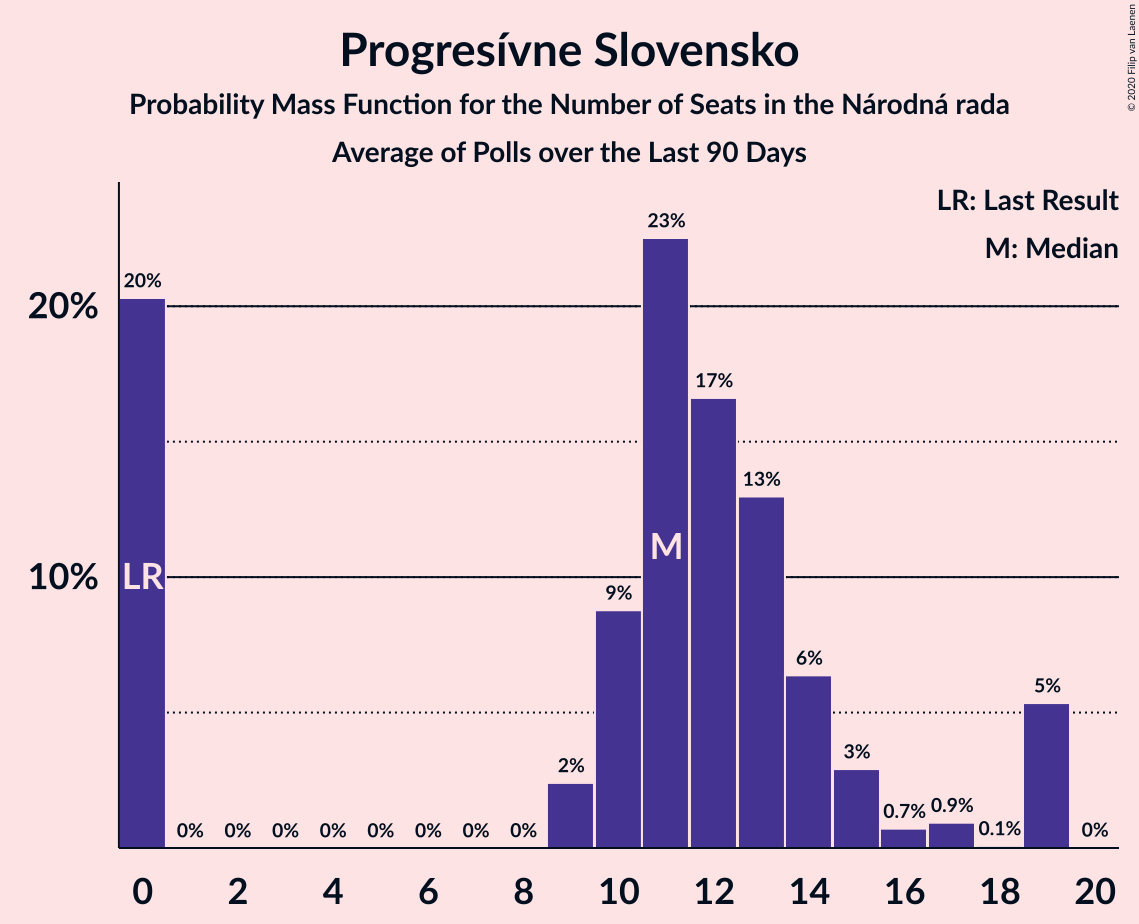 Progresívne Slovensko
Probability Mass Function for the Number of Seats in the Národná rada
Average of Polls over the Last 90 Days
© 2020 Filip van Laenen
LR: Last Result
M: Median
20%
10%
20%
0%
0%
0%
0%
0%
0%
0%
0%
2%
9%
23%
17%
13%
6%
3%
0.7%
0.9%
0.1%
5%
0%
LR
M
0 2 4 6 8 10 12 14 16 18 20